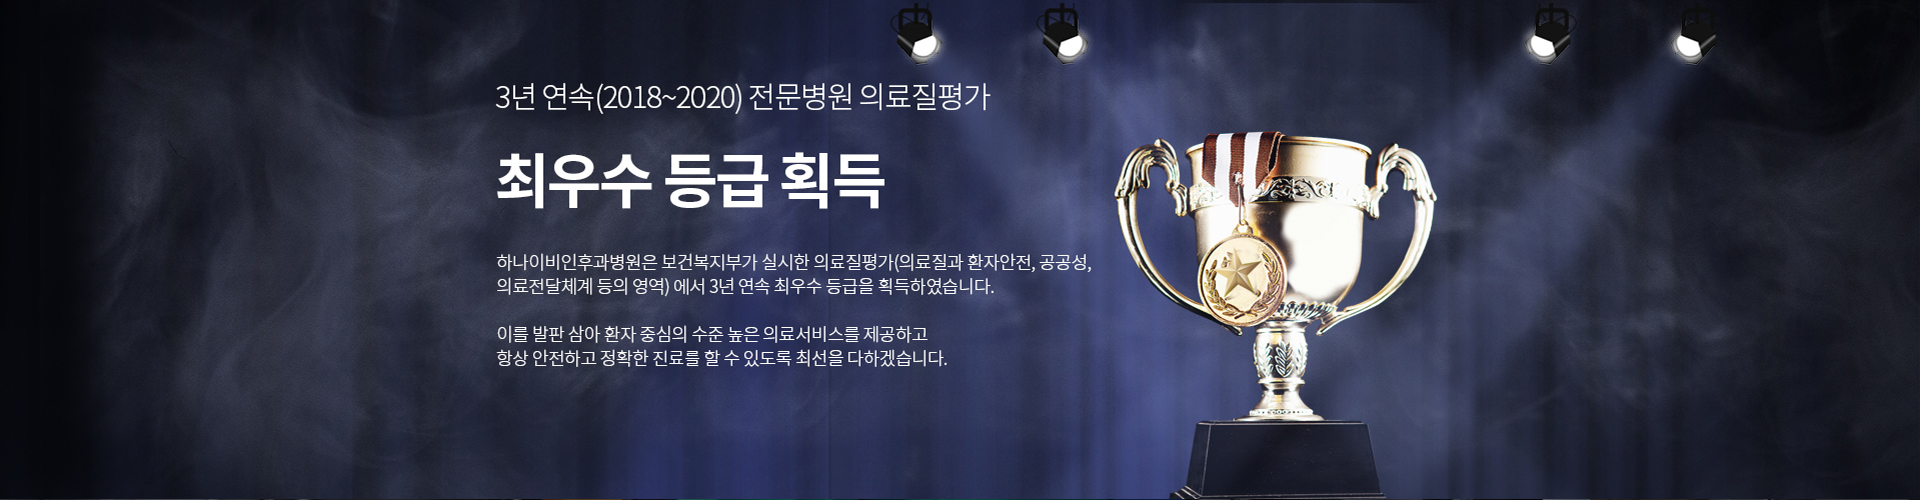 3년 연속(2018~2020) 전문병원 의료질평가
최우수 등급 획득
하나이비인후과병원은 보건복지부가 실시한 의료질평가(의료질과 환자안전, 공공성,
의료전달체계 등의 영역) 에서 3년 연속 최우수 등급을 획득하였습니다.
이를 발판 삼아 환자 중심의 수준 높은 의료서비스를 제공하고
항상 안전하고 정확한 진료를 할 수 있도록 최선을 다하겠습니다.